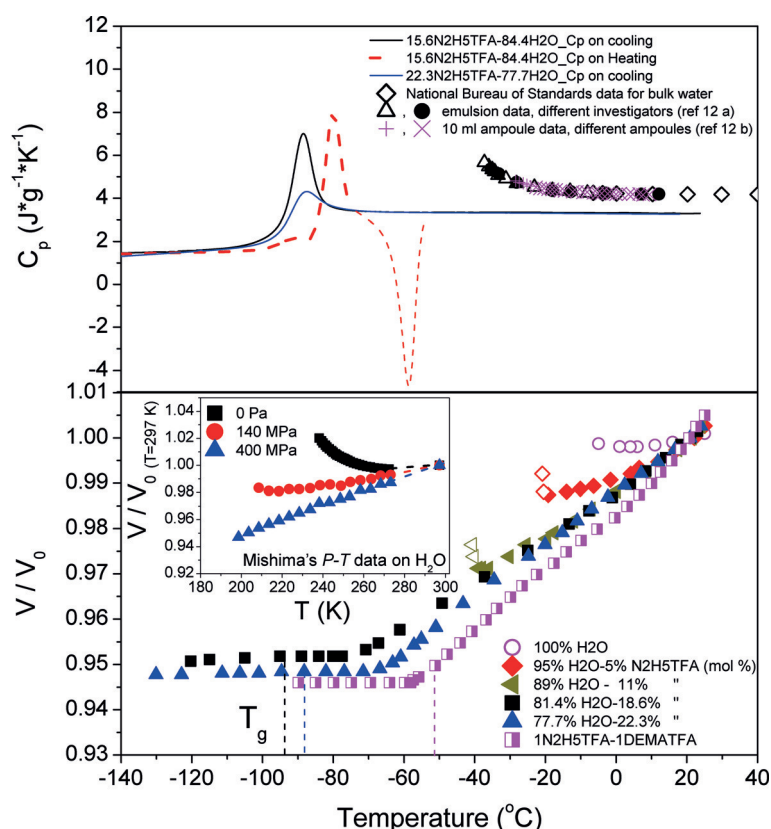 12
10
8
6
4
2
0
-2
-4
C_p (J*g⁻¹*K⁻¹)
15.6N2H5TFA-84.4H2O_Cp on cooling
15.6N2H5TFA-84.4H2O_Cp on Heating
22.3N2H5TFA-77.7H2O_Cp on cooling
National Bureau of Standards data for bulk water
, emulsion data, different investigators (ref 12 a)
, 10 ml ampoule data, different ampoules (ref 12 b)
1.01
1.00
0.99
0.98
0.97
0.96
0.95
0.94
0.93
V / V₀
V / V₀ (T=297 K)
1.04
1.02
1.00
0.98
0.96
0.94
0.92
0 Pa
140 MPa
400 MPa
Mishima's P-T data on H₂O
180 200 220 240 260 280 300
T (K)
T_g
100% H2O
95% H2O-5% N2H5TFA (mol %)
89% H2O - 11% "
81.4% H2O-18.6% "
77.7% H2O-22.3% "
1N2H5TFA-1DEMATFA
-140 -120 -100 -80 -60 -40 -20 0 20 40
Temperature (°C)